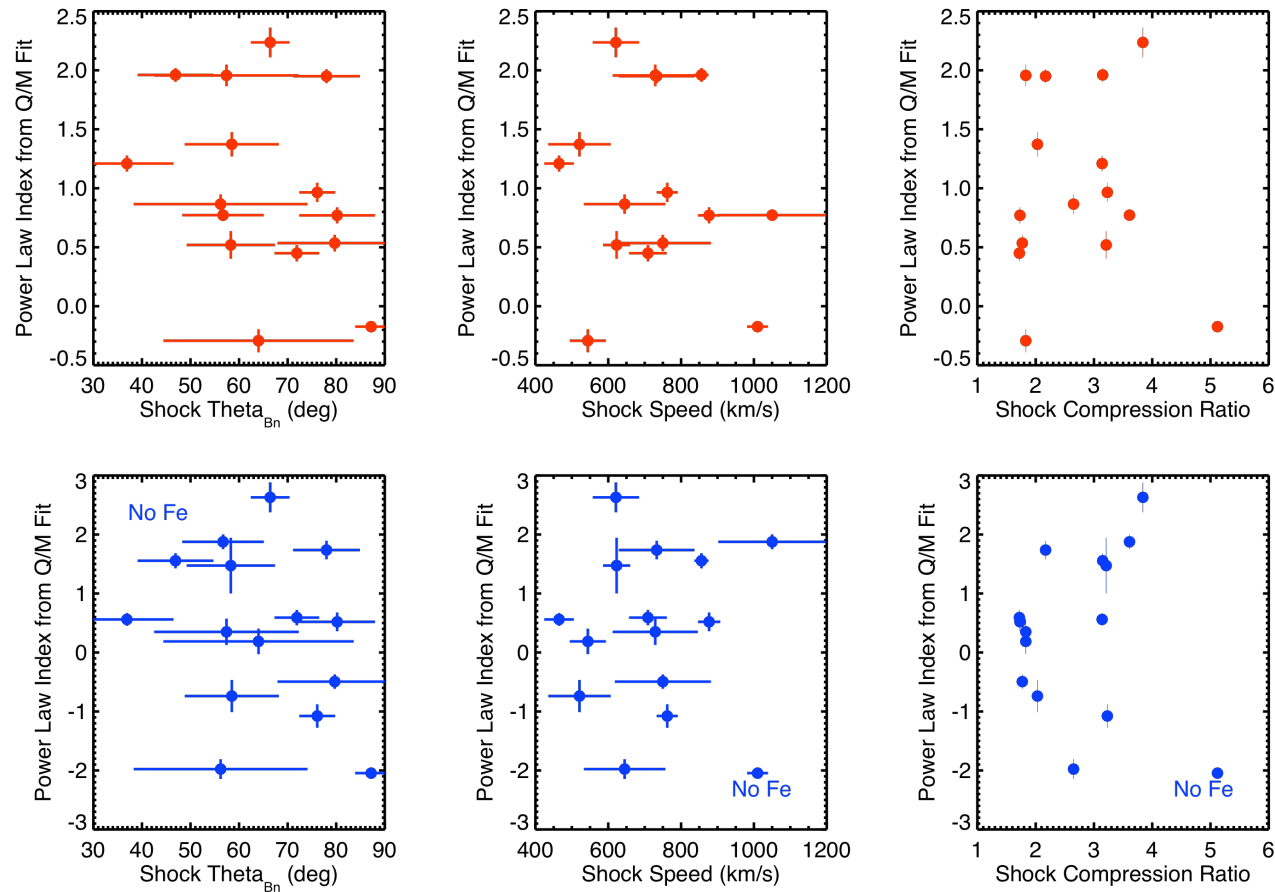 2.5
2.0
1.5
1.0
0.5
0.0
-0.5
Power Law Index from Q/M Fit
30 40 50 60 70 80 90
Shock Theta_Bn (deg)
2.5
2.0
1.5
1.0
0.5
0.0
-0.5
Power Law Index from Q/M Fit
400 600 800 1000 1200
Shock Speed (km/s)
2.5
2.0
1.5
1.0
0.5
0.0
-0.5
Power Law Index from Q/M Fit
1 2 3 4 5 6
Shock Compression Ratio
3
2
1
0
-1
-2
-3
Power Law Index from Q/M Fit
No Fe
30 40 50 60 70 80 90
Shock Theta_Bn (deg)
3
2
1
0
-1
-2
-3
Power Law Index from Q/M Fit
No Fe
400 600 800 1000 1200
Shock Speed (km/s)
3
2
1
0
-1
-2
-3
Power Law Index from Q/M Fit
No Fe
1 2 3 4 5 6
Shock Compression Ratio